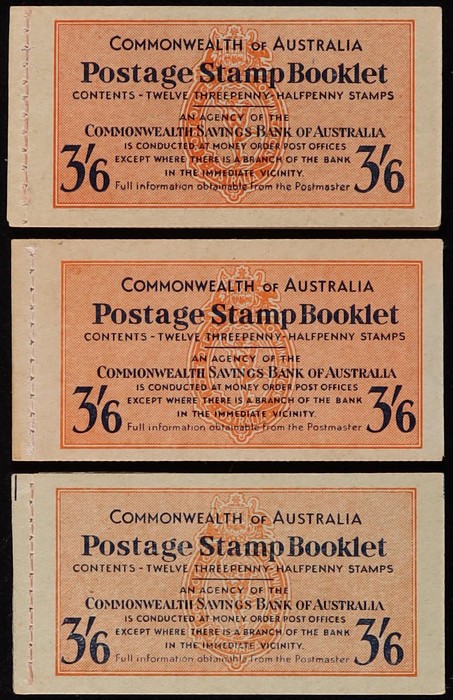 COMMONWEALTH OF AUSTRALIA
Postage Stamp Booklet
CONTENTS - TWELVE THREEPENNY-HALFPENNY STAMPS
AN AGENCY OF THE
COMMONWEALTH SAVINGS BANK OF AUSTRALIA
IS CONDUCTED AT MONEY ORDER POST OFFICES
EXCEPT WHERE THERE IS A BRANCH OF THE BANK
IN THE IMMEDIATE VICINITY.
3'6 Full information obtainable from the Postmaster 3'6
COMMONWEALTH OF AUSTRALIA
Postage Stamp Booklet
CONTENTS - TWELVE THREEPENNY-HALFPENNY STAMPS
AN AGENCY OF THE
COMMONWEALTH SAVINGS BANK OF AUSTRALIA
IS CONDUCTED AT MONEY ORDER POST OFFICES
EXCEPT WHERE THERE IS A BRANCH OF THE BANK
IN THE IMMEDIATE VICINITY.
3'6 Full information obtainable from the Postmaster 3'6
COMMONWEALTH OF AUSTRALIA
Postage Stamp Booklet
CONTENTS - TWELVE THREEPENNY-HALFPENNY STAMPS
AN AGENCY OF THE
COMMONWEALTH SAVINGS BANK OF AUSTRALIA
IS CONDUCTED AT MONEY ORDER POST OFFICES
EXCEPT WHERE THERE IS A BRANCH OF THE BANK
IN THE IMMEDIATE VICINITY.
3'6 Full information obtainable from the Postmaster 3'6